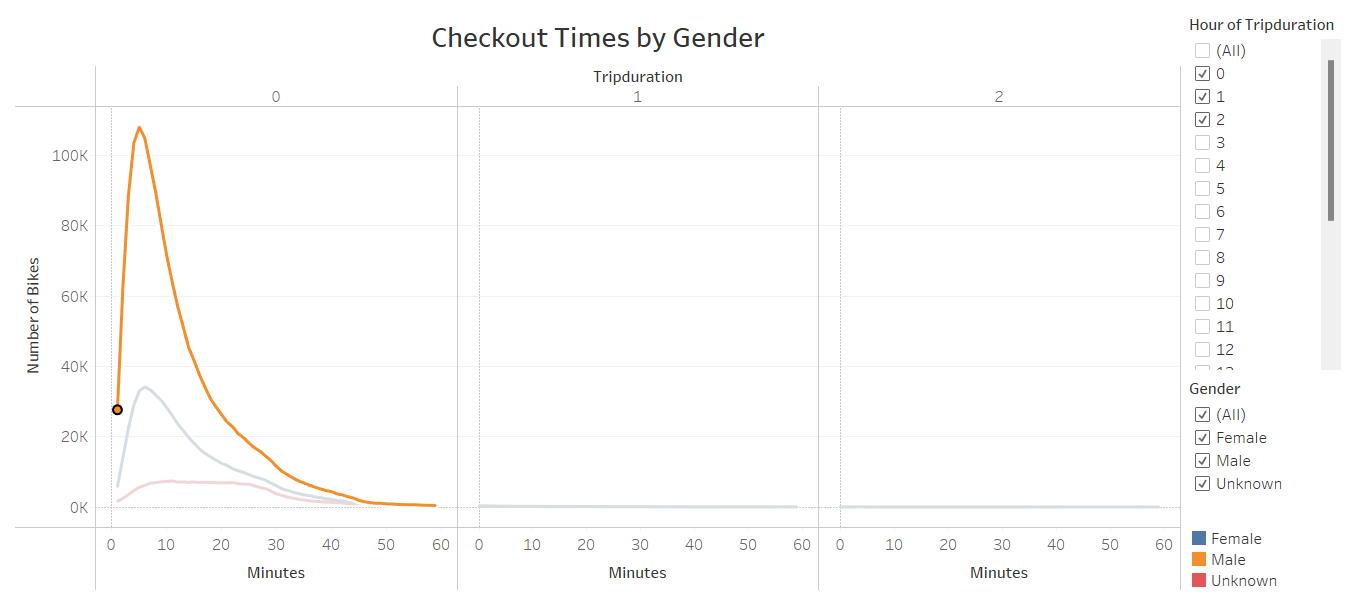 Checkout Times by Gender
Tripduration
0 1 2
Number of Bikes
100K
80K
60K
40K
20K
0K
0 10 20 30 40 50 60 0 10 20 30 40 50 60 0 10 20 30 40 50 60
Minutes Minutes Minutes
Hour of Tripduration
(All)
0
1
2
3
4
5
6
7
8
9
10
11
12
Gender
(All)
Female
Male
Unknown
Female
Male
Unknown